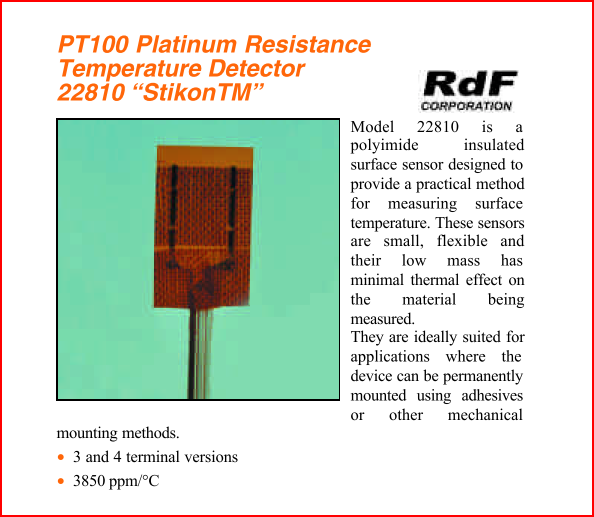 PT100 Platinum Resistance
Temperature Detector
22810 “StikonTM”
RdF
CORPORATION
Model 22810 is a
polyimide insulated
surface sensor designed to
provide a practical method
for measuring surface
temperature. These sensors
are small, flexible and
their low mass has
minimal thermal effect on
the material being
measured.
They are ideally suited for
applications where the
device can be permanently
mounted using adhesives
or other mechanical
mounting methods.
• 3 and 4 terminal versions
• 3850 ppm/°C